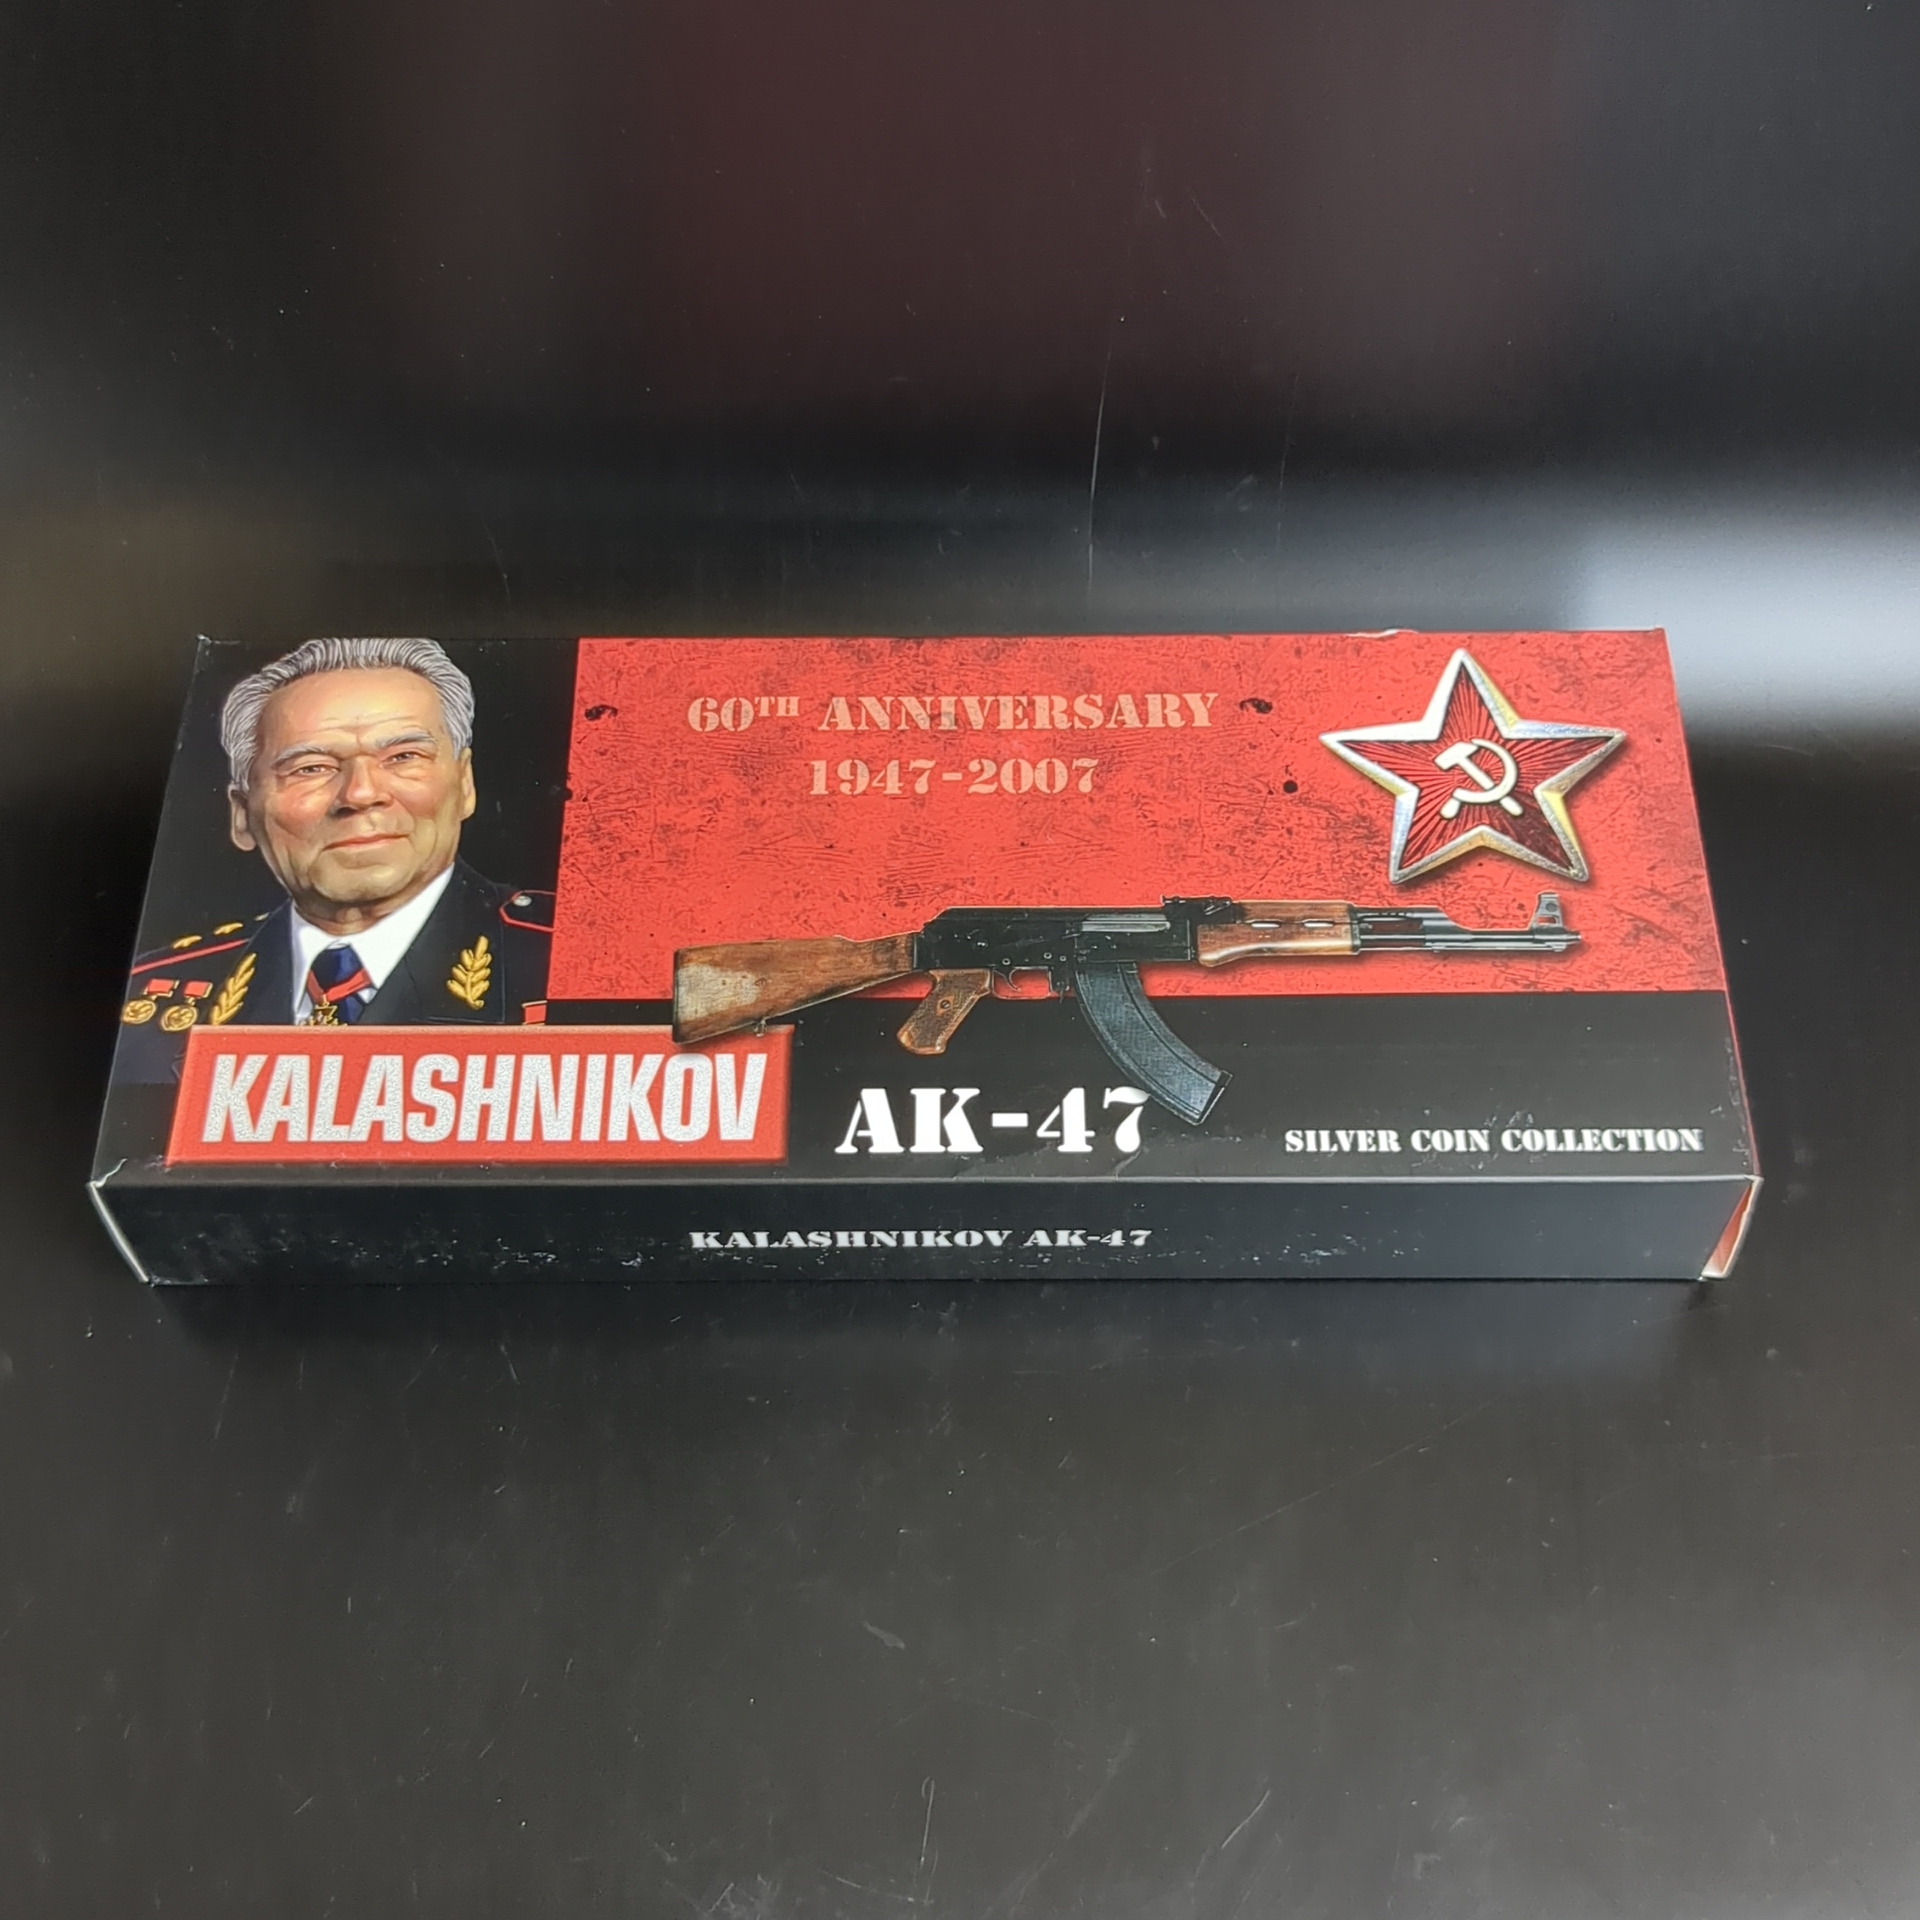 60TH ANNIVERSARY
1947-2007
KALASHNIKOV
AK-47
SILVER COIN COLLECTION
KALASHNIKOV AK-47